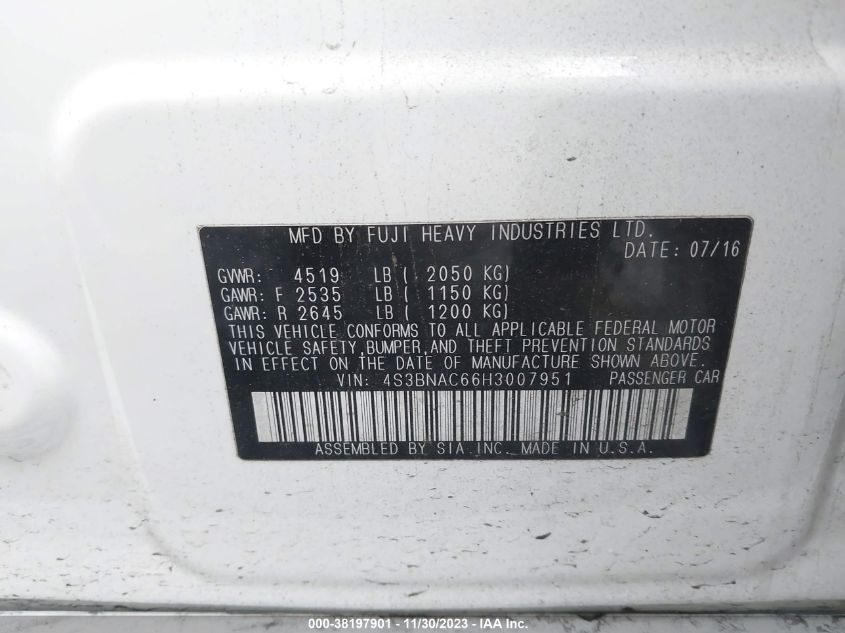 MFD BY FUJI HEAVY INDUSTRIES LTD.
DATE: 07/16
GVWR: 4519 LB ( 2050 KG)
GAWR: F 2535 LB ( 1150 KG)
GAWR: R 2645 LB ( 1200 KG)
THIS VEHICLE CONFORMS TO ALL APPLICABLE FEDERAL MOTOR
VEHICLE SAFETY,BUMPER,AND THEFT PREVENTION STANDARDS
IN EFFECT ON THE DATE OF MANUFACTURE SHOWN ABOVE.
VIN: 4S3BNAC66H3007951 PASSENGER CAR
ASSEMBLED BY SIA INC. MADE IN U.S.A.
000-38197901 - 11/30/2023 - IAA Inc.